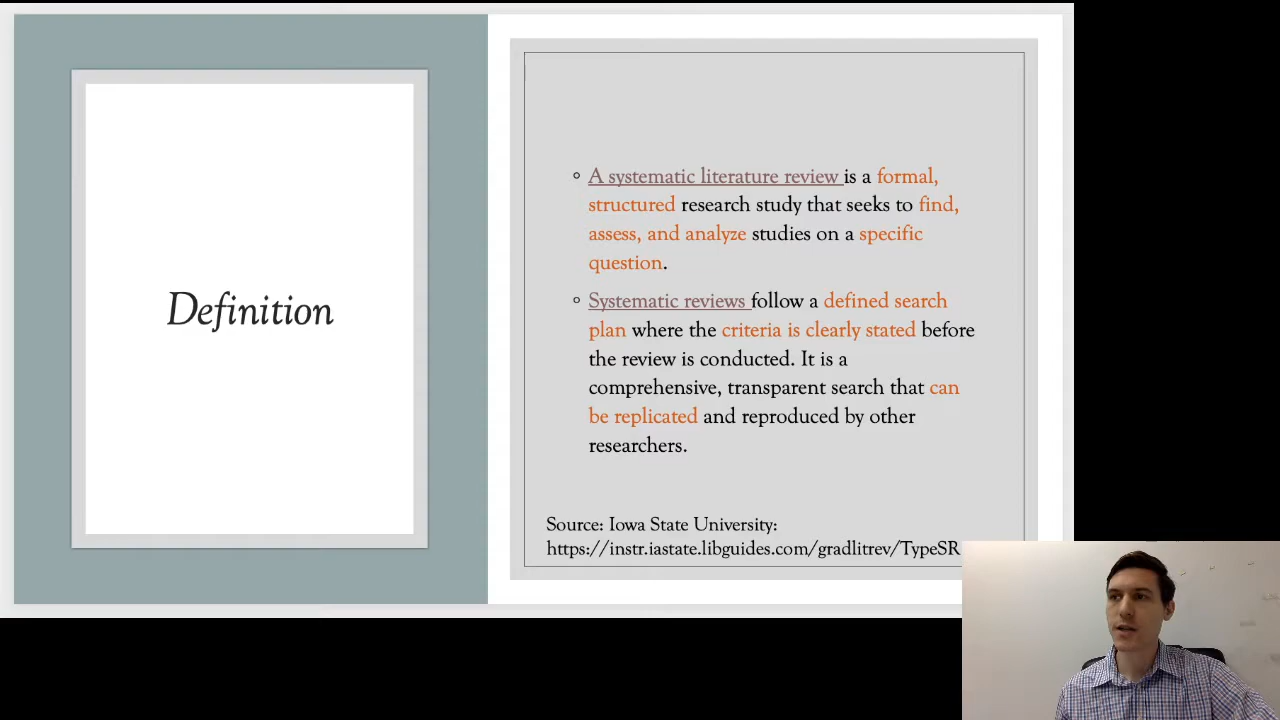 Definition
A systematic literature review is a formal,
structured research study that seeks to find,
assess, and analyze studies on a specific
question.
Systematic reviews follow a defined search
plan where the criteria is clearly stated before
the review is conducted. It is a
comprehensive, transparent search that can
be replicated and reproduced by other
researchers.
Source: Iowa State University:
https://instr.iastate.libguides.com/gradlitrev/TypeSR